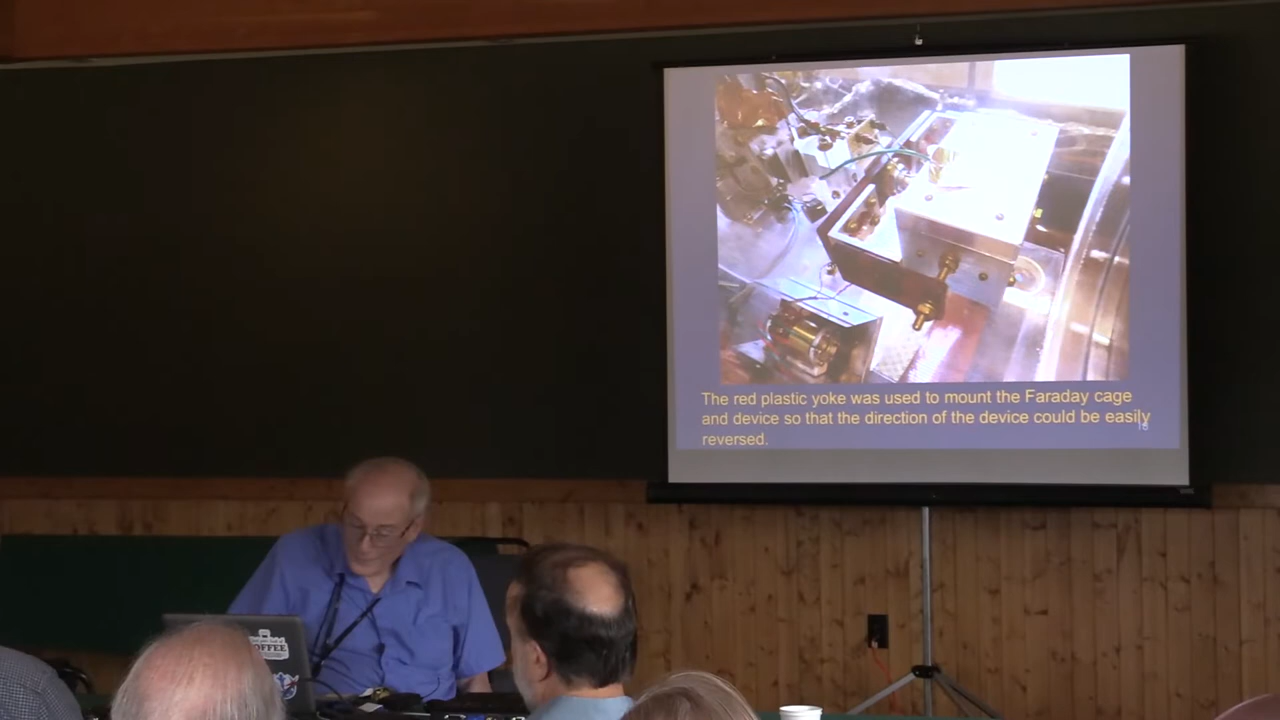 The red plastic yoke was used to mount the Faraday cage
and device so that the direction of the device could be easily
reversed.
OFFEE